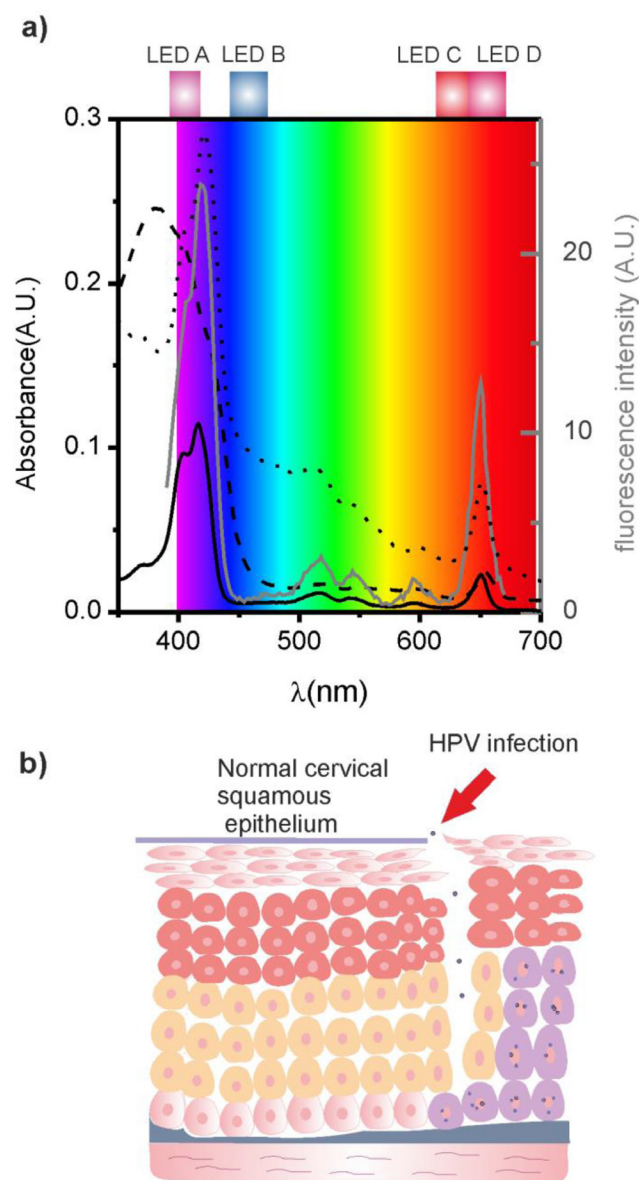 a)
LED A LED B LED C LED D
0.3
0.2
0.1
0.0
Absorbance(A.U.)
20
10
0
fluorescence intensity (A.U.)
400 500 600 700
λ(nm)
b)
HPV infection
Normal cervical
squamous
epithelium